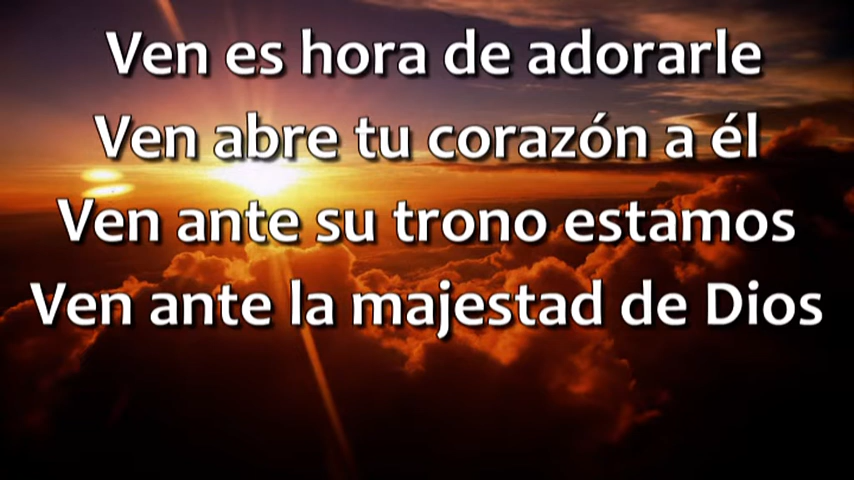 Ven es hora de adorarle
Ven abre tu corazón a él
Ven ante su trono estamos
Ven ante la majestad de Dios